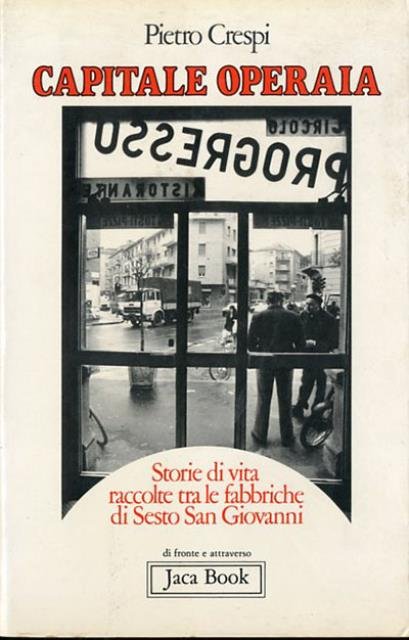 Pietro Crespi
CAPITALE OPERAIA
CIRCOLO
PROGRESSO
RISTORANTE
Storie di vita
raccolte tra le fabbriche
di Sesto San Giovanni
di fronte e attraverso
Jaca Book